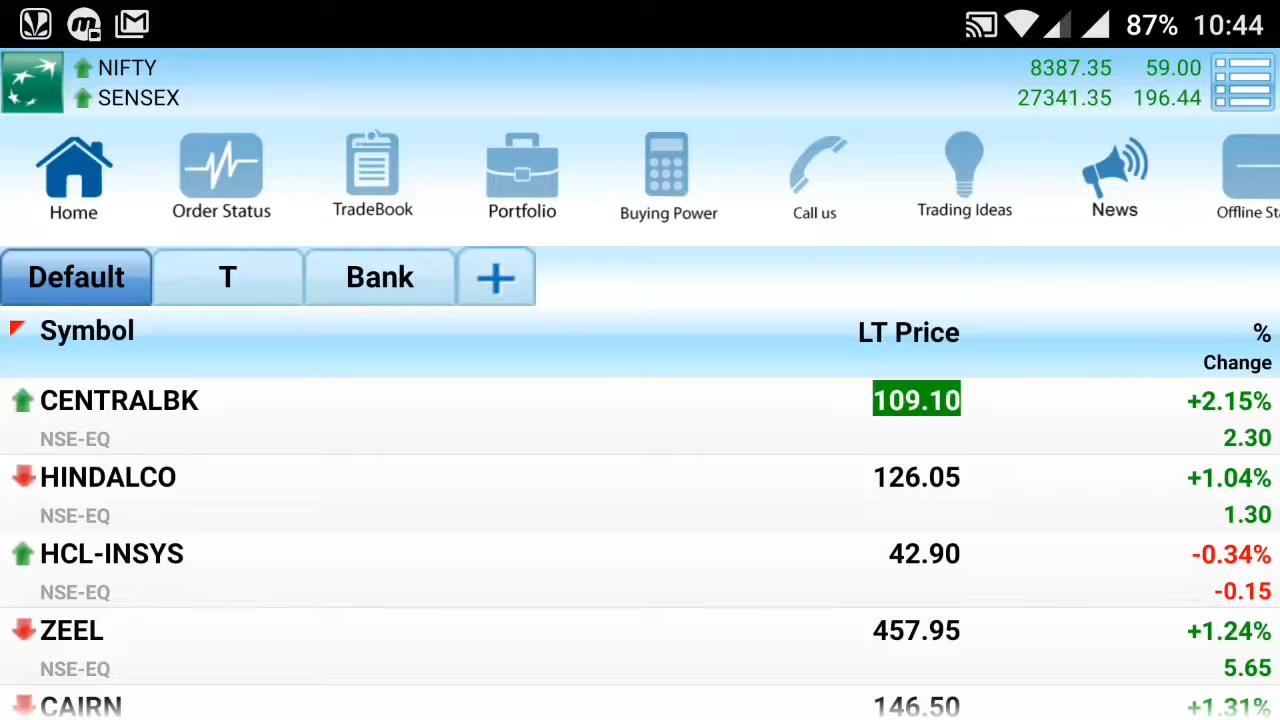 87% 10:44
NIFTY 8387.35 59.00
SENSEX 27341.35 196.44
Home Order Status TradeBook Portfolio Buying Power Call us Trading Ideas News Offline Sta
Default T Bank +
Symbol LT Price %
Change
CENTRALBK 109.10 +2.15%
NSE-EQ 2.30
HINDALCO 126.05 +1.04%
NSE-EQ 1.30
HCL-INSYS 42.90 -0.34%
NSE-EQ -0.15
ZEEL 457.95 +1.24%
NSE-EQ 5.65
CAIRN 146.50 +1.31%